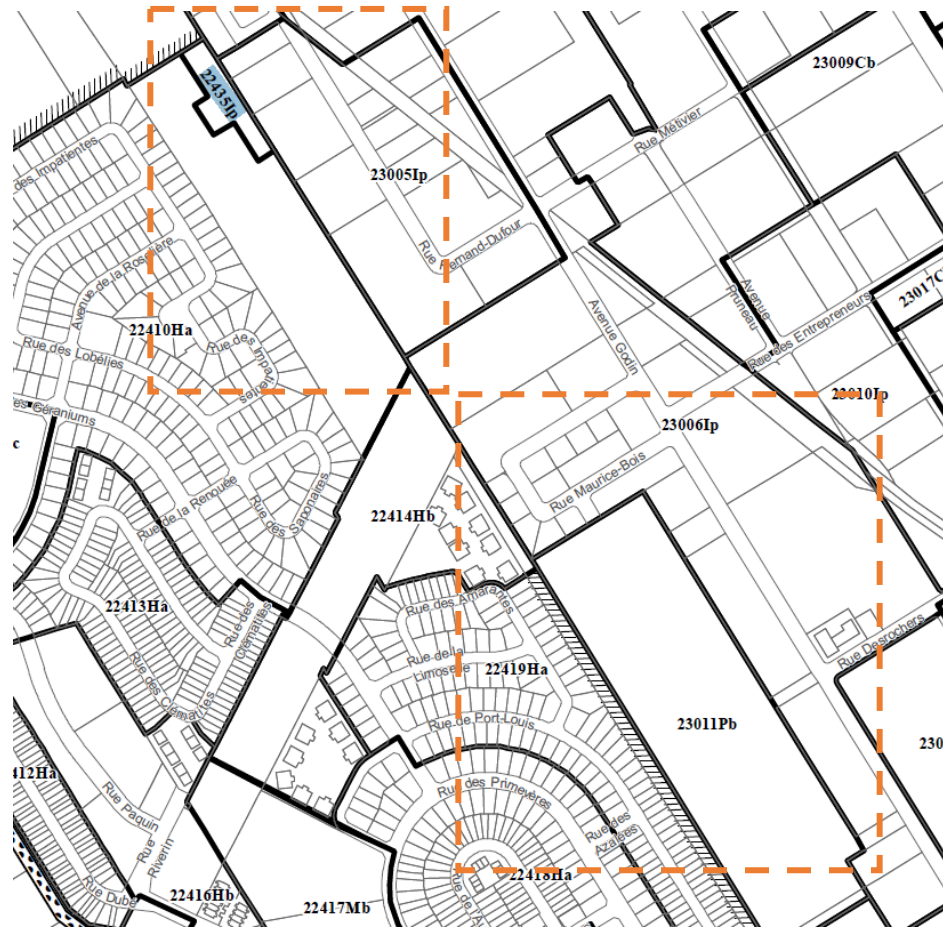 23009Cb
22435Ip
Rue Métivier
des Impatientes
23005Ip
Rue Fernand-Dufour
Avenue de la Roselière
23017C
Avenue
Pruneau
22410Ha
Avenue Godin
Rue des Entrepreneurs
Rue des Lobélies
Rue des Impatientes
23010Ip
es Géraniums
23006Ip
c
Rue Maurice-Bois
Rue de la Renouée
Rue des
Saponaires
22414Hb
22413Ha
Rue des
Clématites
Rue des Amarantes
Rue Desrochers
Rue de la
Limoselle
22419Ha
Rue des Clématites
Rue de Port-Louis
23011Pb
230
412Ha
Rue des Primevères
Rue Paquin
Rue des
Azalées
Rue
Riverin
22418Ha
Rue Dubé
22416Hb
22417Mb